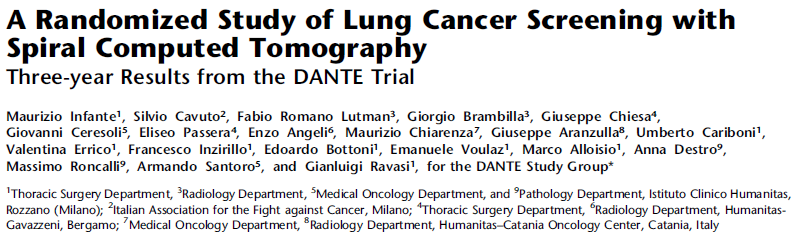 A Randomized Study of Lung Cancer Screening with
Spiral Computed Tomography
Three-year Results from the DANTE Trial
Maurizio Infante¹, Silvio Cavuto², Fabio Romano Lutman³, Giorgio Brambilla³, Giuseppe Chiesa⁴,
Giovanni Ceresoli⁵, Eliseo Passera⁴, Enzo Angeli⁶, Maurizio Chiarenza⁷, Giuseppe Aranzulla⁸, Umberto Cariboni¹,
Valentina Errico¹, Francesco Inzirillo¹, Edoardo Bottoni¹, Emanuele Voulaz¹, Marco Alloisio¹, Anna Destro⁹,
Massimo Roncalli⁹, Armando Santoro⁵, and Gianluigi Ravasi¹, for the DANTE Study Group*
¹Thoracic Surgery Department, ³Radiology Department, ⁵Medical Oncology Department, and ⁹Pathology Department, Istituto Clinico Humanitas,
Rozzano (Milano); ²Italian Association for the Fight against Cancer, Milano; ⁴Thoracic Surgery Department, ⁶Radiology Department, Humanitas-
Gavazzeni, Bergamo; ⁷Medical Oncology Department, ⁸Radiology Department, Humanitas–Catania Oncology Center, Catania, Italy